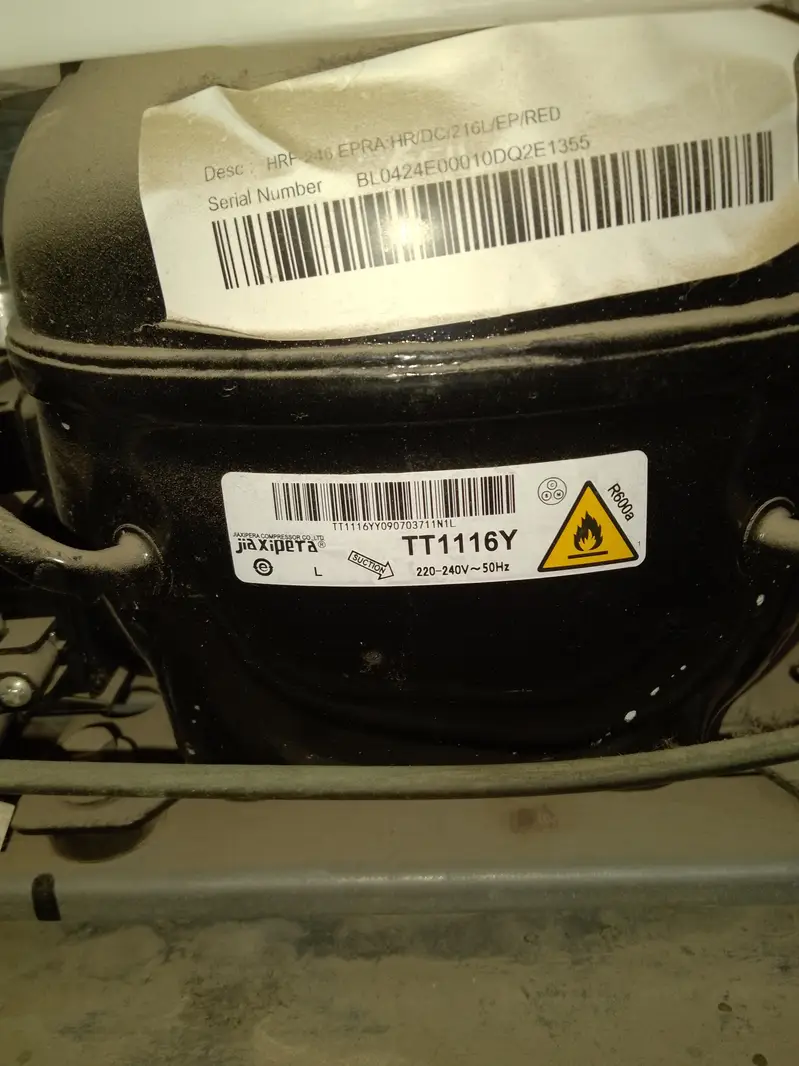 Desc : HRF-246 EPRA-HR/DC/216L/EP/RED
Serial Number BL0424E00010DQ2E1355
TT1116YY090703711N1L
JIAXIPERA COMPRESSOR CO.,LTD
jiaxipera®
TT1116Y
L
SUCTION
220-240V~50Hz
R600a